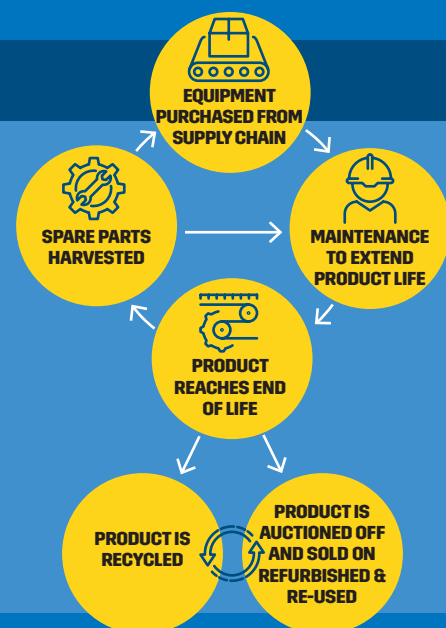 EQUIPMENT
PURCHASED FROM
SUPPLY CHAIN
SPARE PARTS
HARVESTED
MAINTENANCE
TO EXTEND
PRODUCT LIFE
PRODUCT
REACHES END
OF LIFE
PRODUCT IS
RECYCLED
PRODUCT IS
AUCTIONED OFF
AND SOLD ON
REFURBISHED &
RE-USED